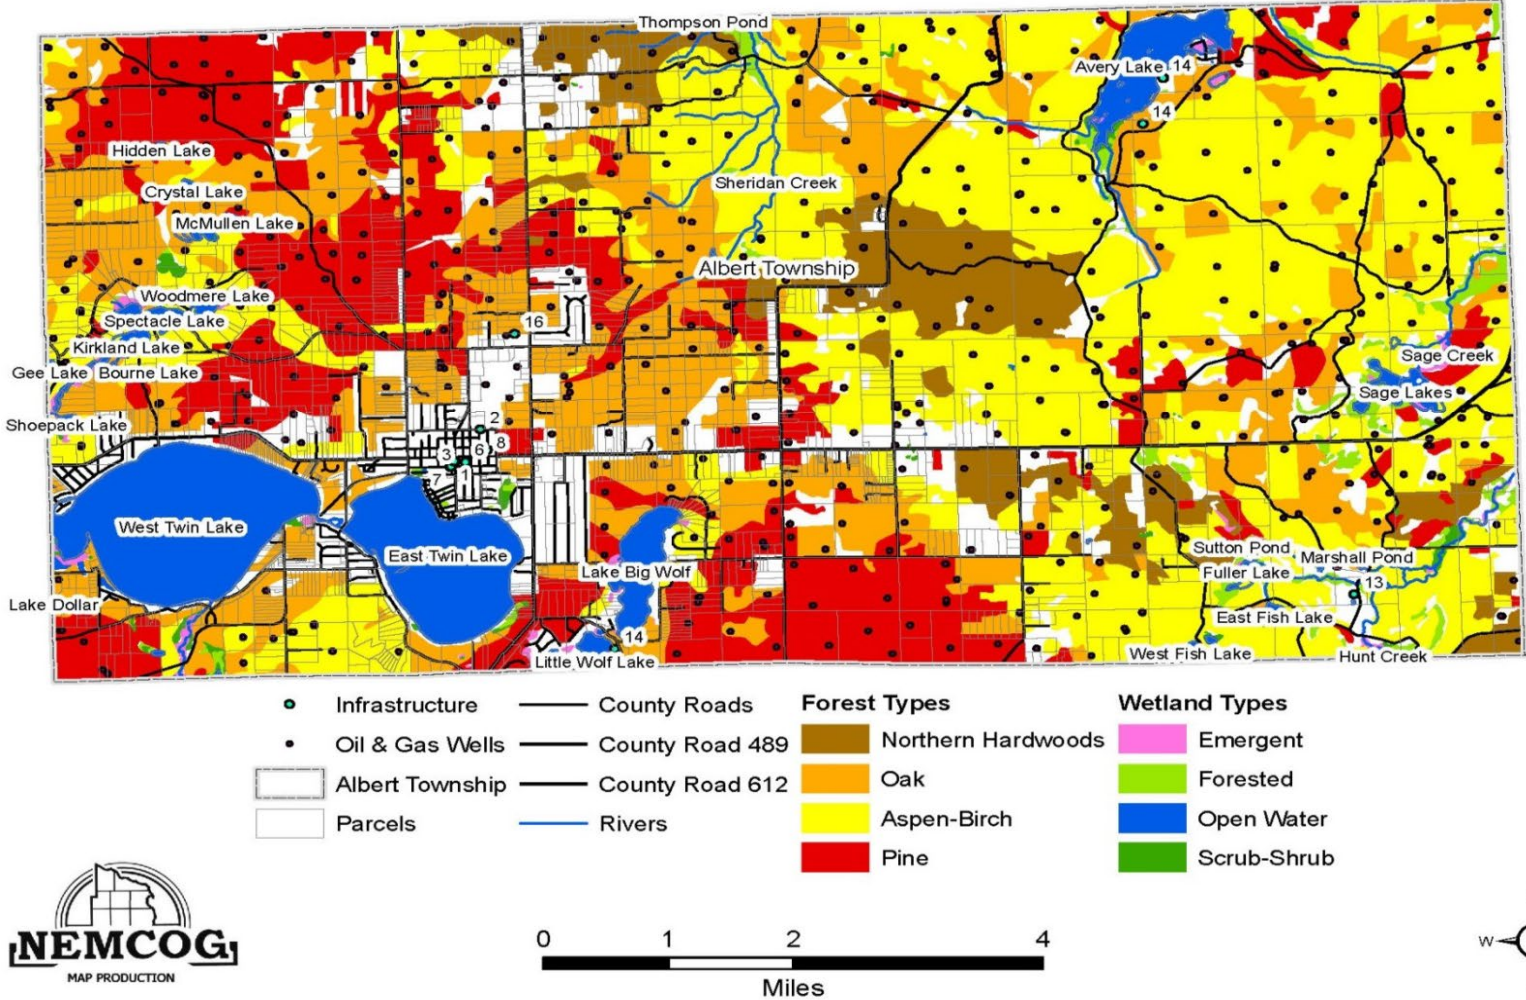 Thompson Pond
Avery Lake 14
14
Hidden Lake
Crystal Lake
Sheridan Creek
McMullen Lake
Albert Township
Woodmere Lake
Spectacle Lake
16
Kirkland Lake
Sage Creek
Gee Lake Bourne Lake
Sage Lakes
2
Shoepack Lake
8
3 6
7 1
West Twin Lake
East Twin Lake
Sutton Pond Marshall Pond
Lake Big Wolf
Fuller Lake
13
Lake Dollar
East Fish Lake
14
West Fish Lake
Little Wolf Lake
Hunt Creek
Infrastructure
Oil & Gas Wells
Albert Township
Parcels
County Roads
County Road 489
County Road 612
Rivers
Forest Types
Northern Hardwoods
Oak
Aspen-Birch
Pine
Wetland Types
Emergent
Forested
Open Water
Scrub-Shrub
NEMCOG
MAP PRODUCTION
0 1 2 4
Miles
W